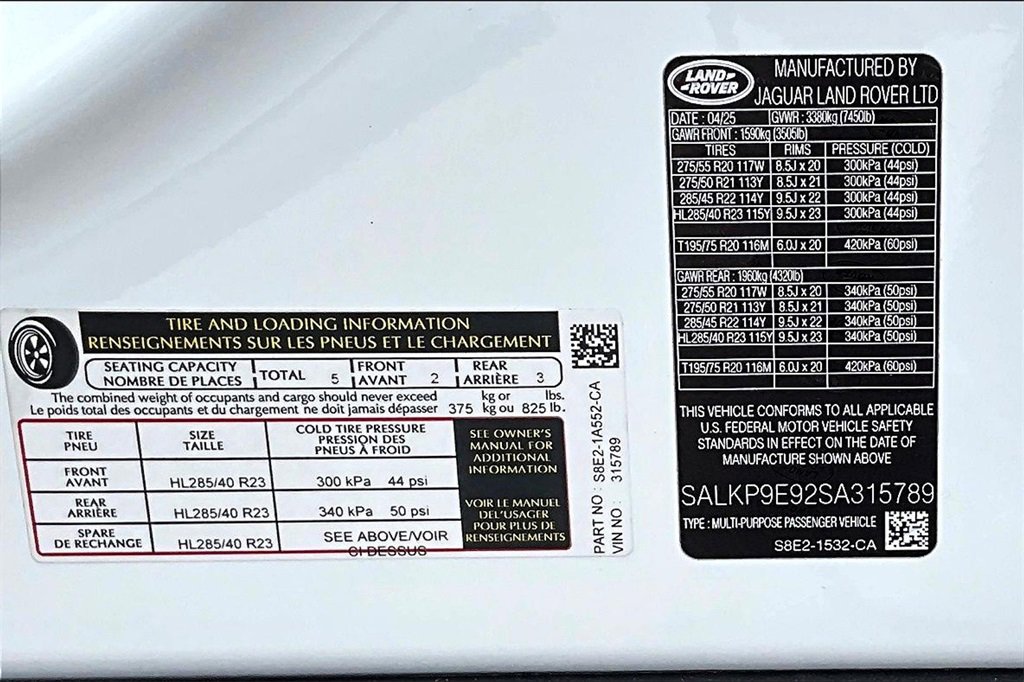 TIRE AND LOADING INFORMATION
RENSEIGNEMENTS SUR LES PNEUS ET LE CHARGEMENT
SEATING CAPACITY
NOMBRE DE PLACES
TOTAL 5
FRONT
AVANT 2
REAR
ARRIÈRE 3
The combined weight of occupants and cargo should never exceed kg or lbs.
Le poids total des occupants et du chargement ne doit jamais dépasser 375 kg ou 825 lb.
TIRE
PNEU
SIZE
TAILLE
COLD TIRE PRESSURE
PRESSION DES
PNEUS À FROID
FRONT
AVANT
HL285/40 R23
300 kPa 44 psi
REAR
ARRIÈRE
HL285/40 R23
340 kPa 50 psi
SPARE
DE RECHANGE
HL285/40 R23
SEE ABOVE/VOIR
CI-DESSUS
SEE OWNER'S
MANUAL FOR
ADDITIONAL
INFORMATION
VOIR LE MANUEL
DEL'USAGER
POUR PLUS DE
RENSEIGNEMENTS
PART NO : S8E2-1A552-CA
VIN NO : 315789
LAND-
-ROVER
MANUFACTURED BY
JAGUAR LAND ROVER LTD
DATE : 04/25 GVWR : 3380kg (7450lb)
GAWR FRONT : 1590kg (3505lb)
TIRES RIMS PRESSURE (COLD)
275/55 R20 117W 8.5J x 20 300kPa (44psi)
275/50 R21 113Y 8.5J x 21 300kPa (44psi)
285/45 R22 114Y 9.5J x 22 300kPa (44psi)
HL285/40 R23 115Y 9.5J x 23 300kPa (44psi)
T195/75 R20 116M 6.0J x 20 420kPa (60psi)
GAWR REAR : 1960kg (4320lb)
275/55 R20 117W 8.5J x 20 340kPa (50psi)
275/50 R21 113Y 8.5J x 21 340kPa (50psi)
285/45 R22 114Y 9.5J x 22 340kPa (50psi)
HL285/40 R23 115Y 9.5J x 23 340kPa (50psi)
T195/75 R20 116M 6.0J x 20 420kPa (60psi)
THIS VEHICLE CONFORMS TO ALL APPLICABLE
U.S. FEDERAL MOTOR VEHICLE SAFETY
STANDARDS IN EFFECT ON THE DATE OF
MANUFACTURE SHOWN ABOVE
SALKP9E92SA315789
TYPE : MULTI-PURPOSE PASSENGER VEHICLE
S8E2-1532-CA